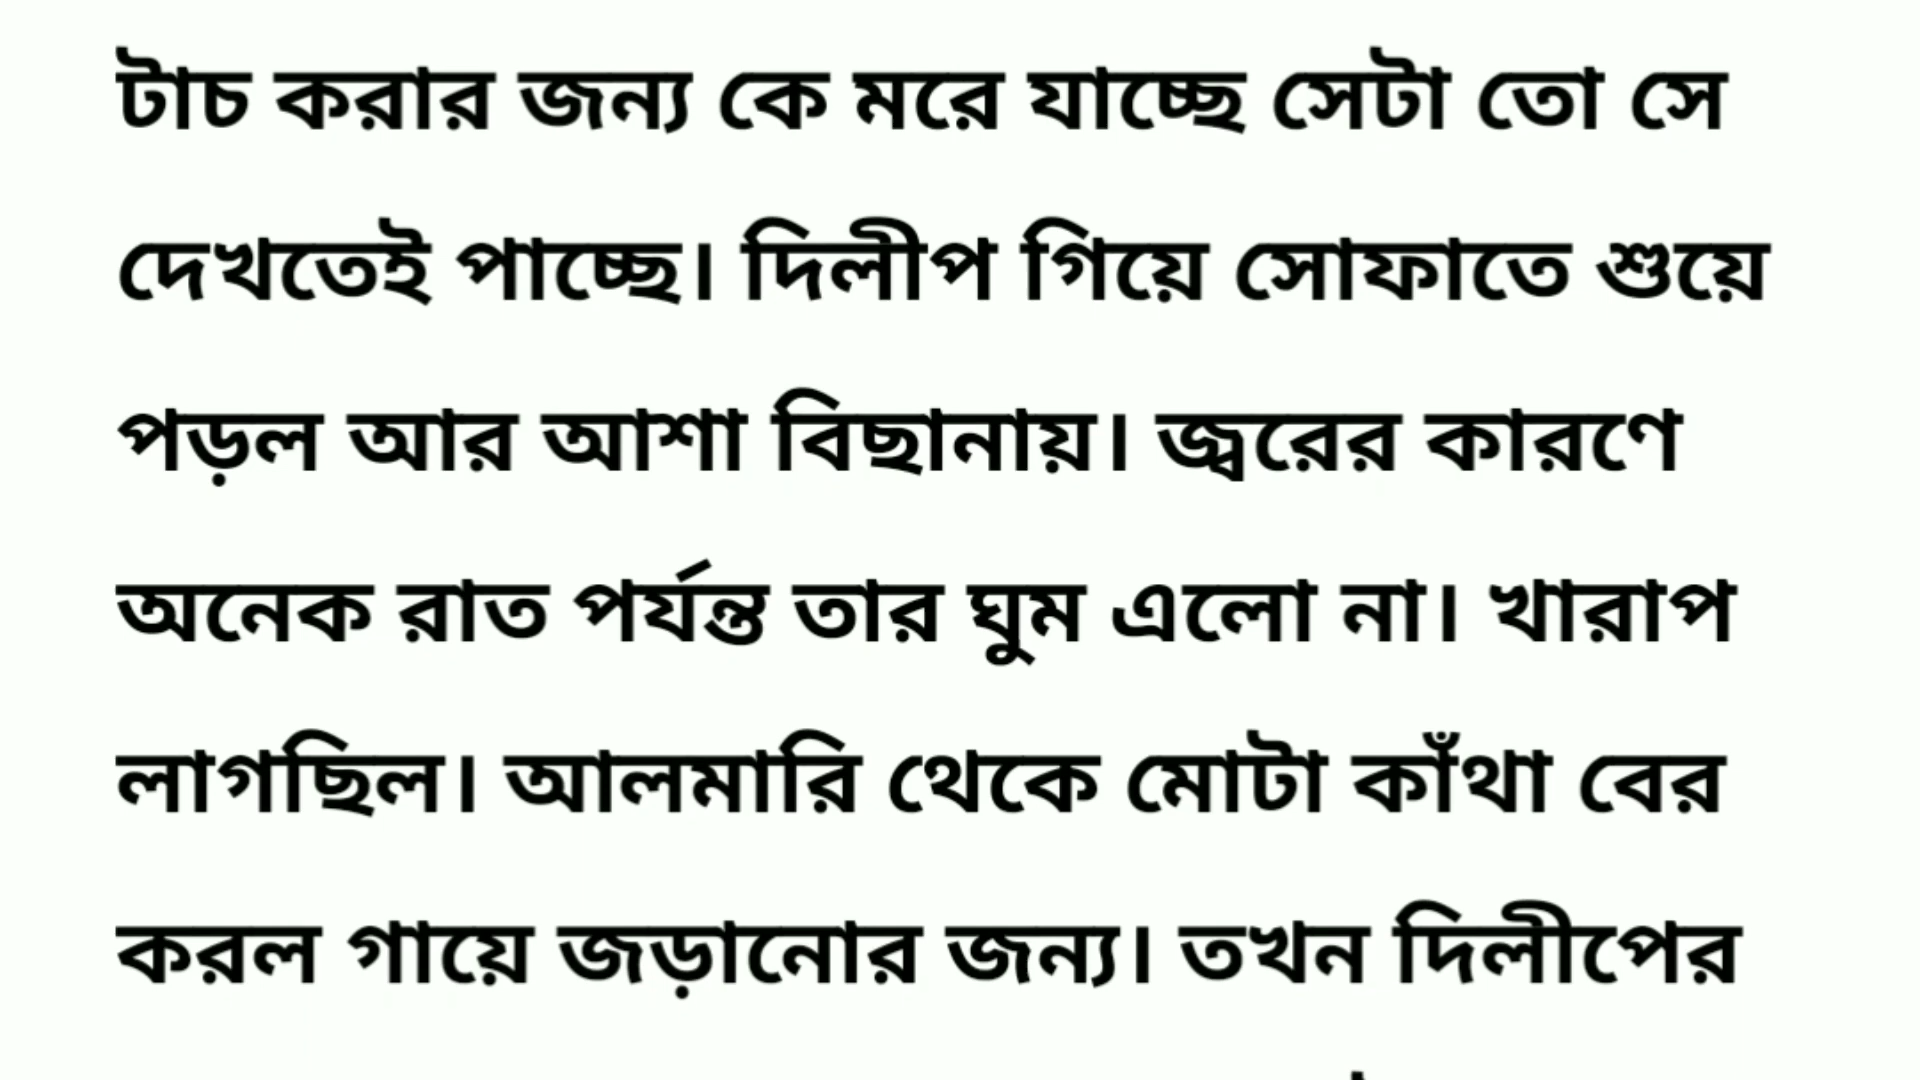 টাচ করার জন্য কে মরে যাচ্ছে সেটা তো সে
দেখতেই পাচ্ছে। দিলীপ গিয়ে সোফাতে শুয়ে
পড়ল আর আশা বিছানায়। জ্বরের কারণে
অনেক রাত পর্যন্ত তার ঘুম এলো না। খারাপ
লাগছিল। আলমারি থেকে মোটা কাঁথা বের
করল গায়ে জড়ানোর জন্য। তখন দিলীপের